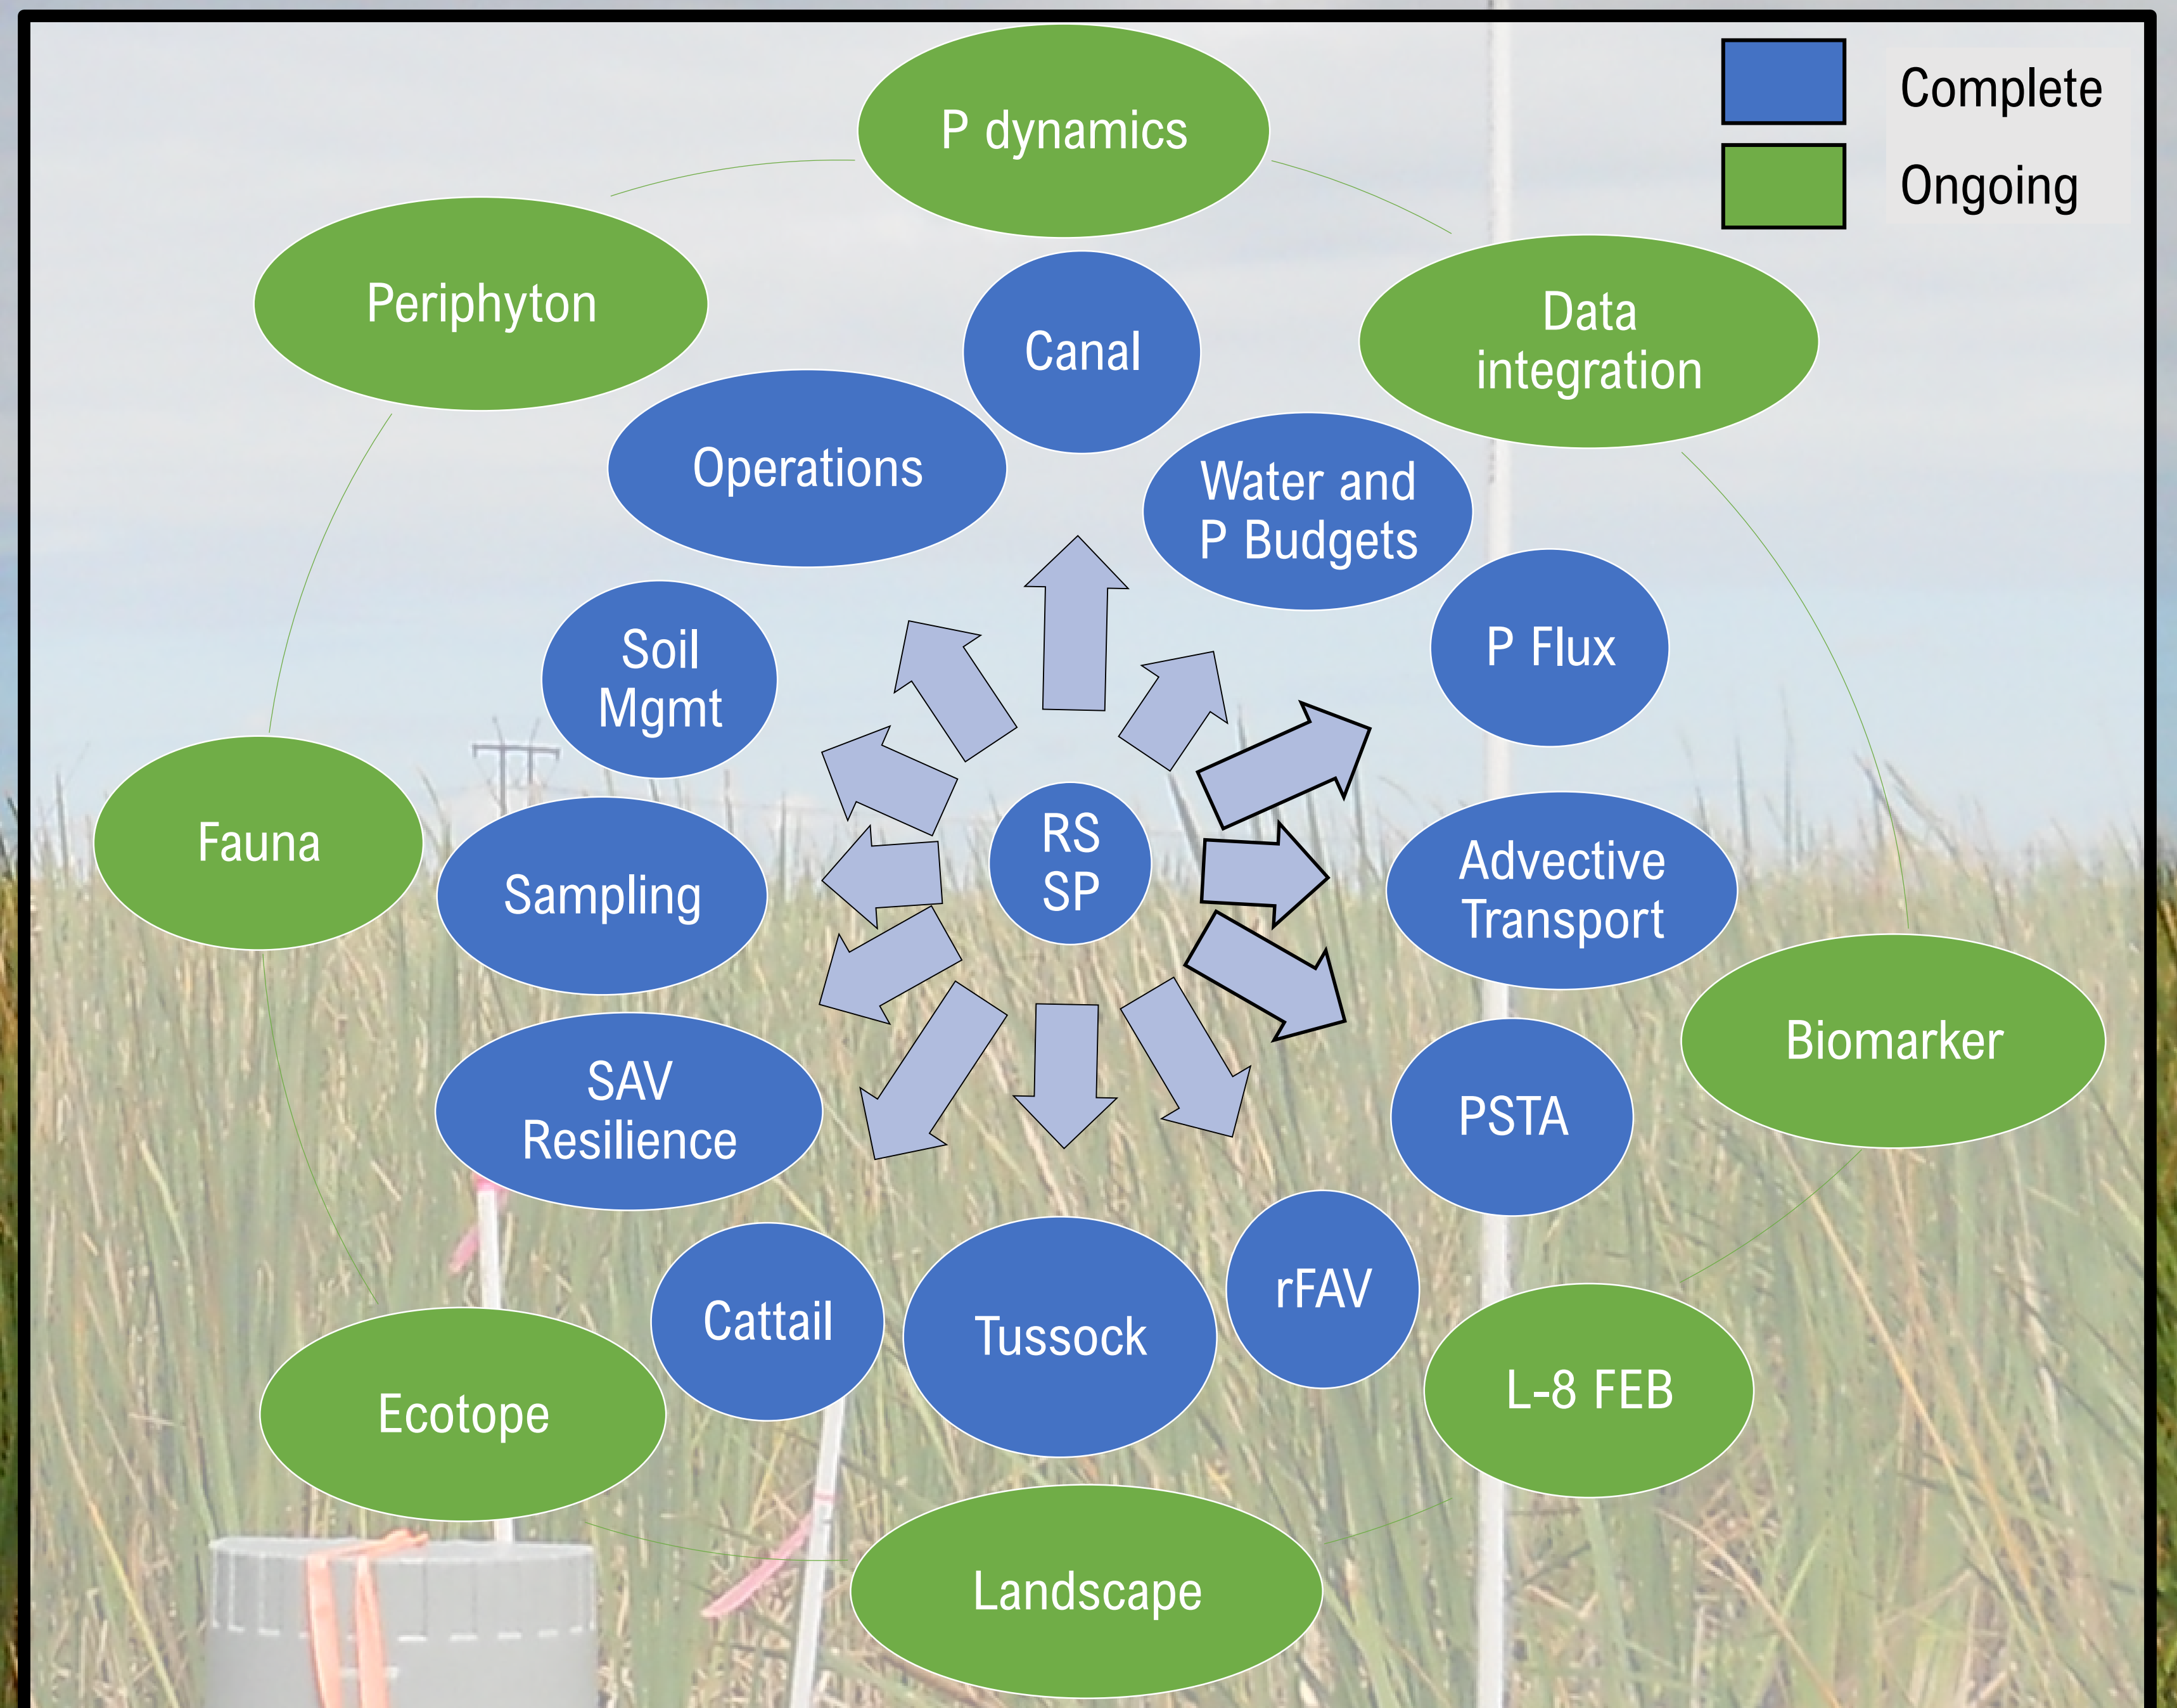 P dynamics
Complete
Ongoing
Periphyton
Data
integration
Canal
Operations
Water and
P Budgets
Soil
Mgmt
P Flux
Fauna
Sampling
RS
SP
Advective
Transport
Biomarker
SAV
Resilience
PSTA
Cattail
Tussock
rFAV
Ecotope
L-8 FEB
Landscape